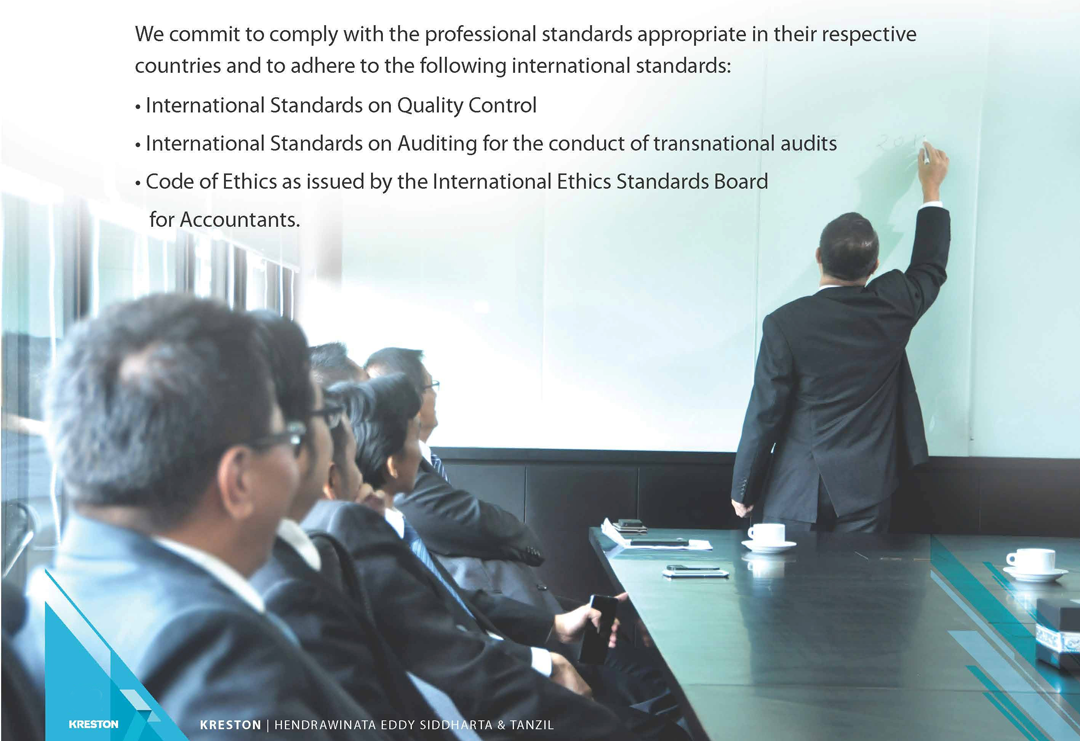 We commit to comply with the professional standards appropriate in their respective
countries and to adhere to the following international standards:
• International Standards on Quality Control
• International Standards on Auditing for the conduct of transnational audits
• Code of Ethics as issued by the International Ethics Standards Board
for Accountants.
KRESTON
KRESTON | HENDRAWINATA EDDY SIDDHARTA & TANZIL